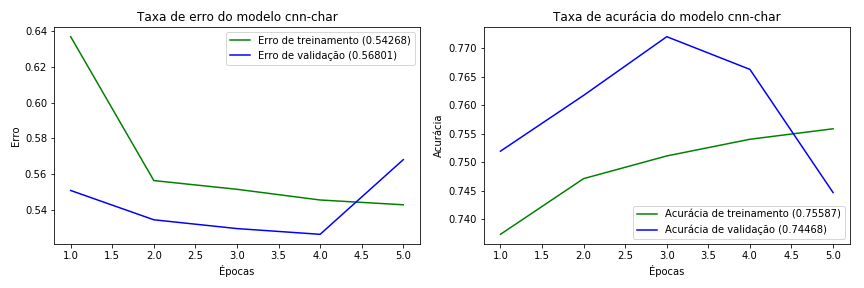 Taxa de erro do modelo cnn-char
Erro
0.64
0.62
0.60
0.58
0.56
0.54
Erro de treinamento (0.54268)
Erro de validação (0.56801)
1.0 1.5 2.0 2.5 3.0 3.5 4.0 4.5 5.0
Épocas
Taxa de acurácia do modelo cnn-char
Acurácia
0.770
0.765
0.760
0.755
0.750
0.745
0.740
Acurácia de treinamento (0.75587)
Acurácia de validação (0.74468)
1.0 1.5 2.0 2.5 3.0 3.5 4.0 4.5 5.0
Épocas